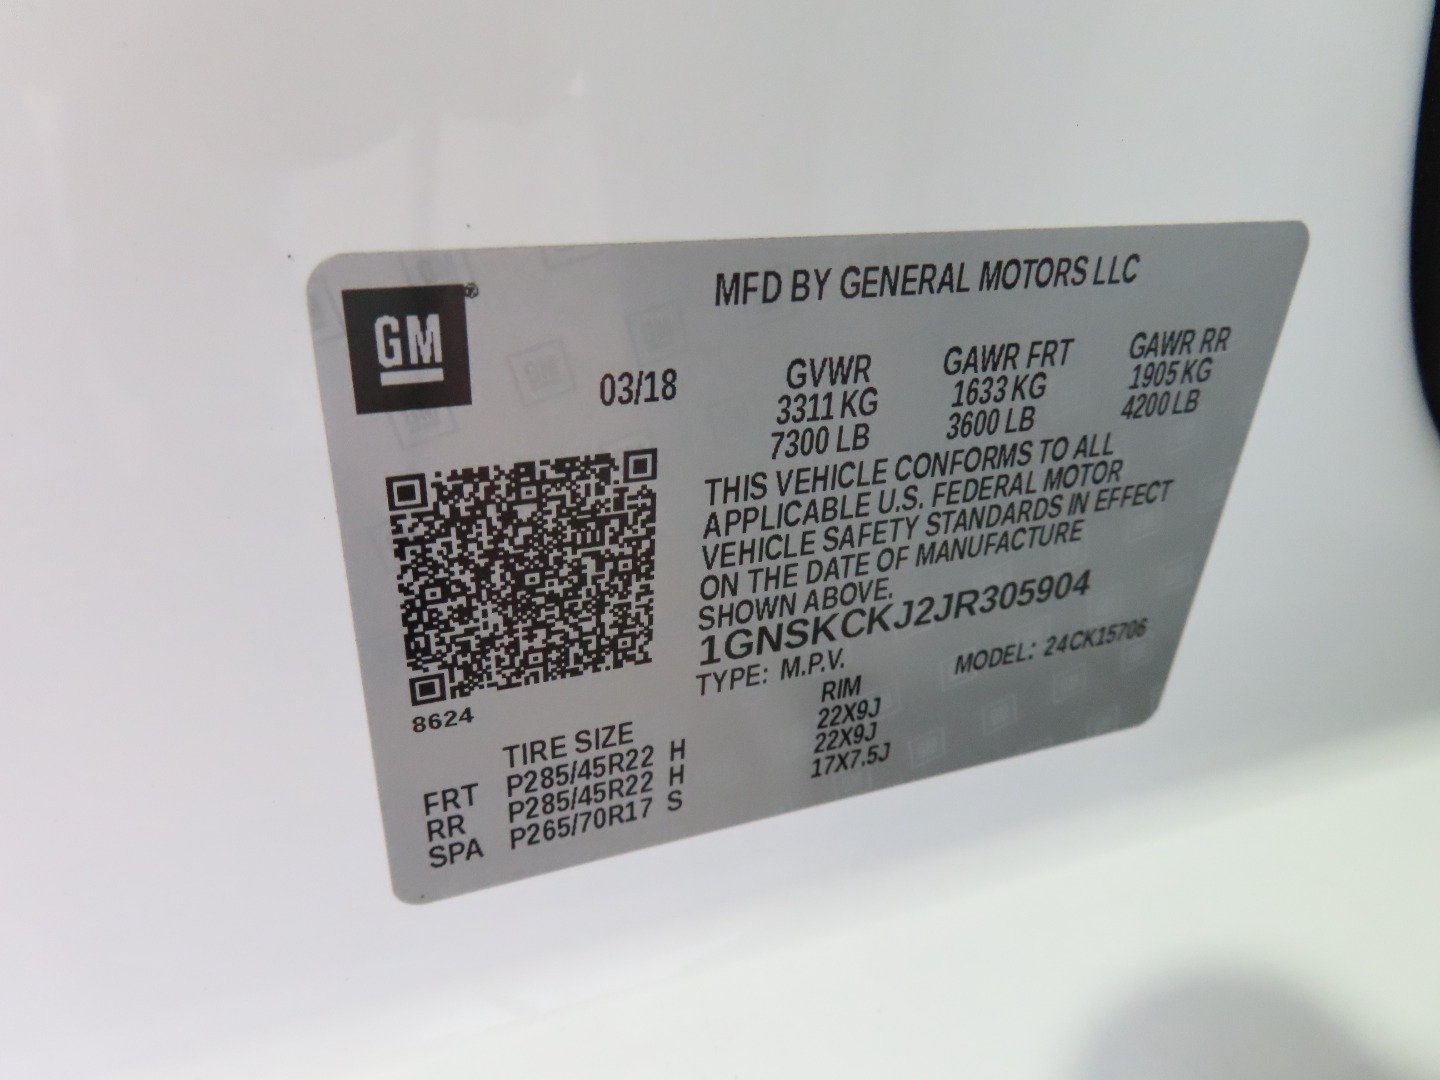 GM®
MFD BY GENERAL MOTORS LLC
03/18
GVWR GAWR FRT GAWR RR
3311 KG 1633 KG 1905 KG
7300 LB 3600 LB 4200 LB
THIS VEHICLE CONFORMS TO ALL
APPLICABLE U.S. FEDERAL MOTOR
VEHICLE SAFETY STANDARDS IN EFFECT
ON THE DATE OF MANUFACTURE
SHOWN ABOVE.
1GNSKCKJ2JR305904
TYPE: M.P.V. MODEL: 24CK15706
8624
TIRE SIZE RIM
FRT P285/45R22 H 22X9J
RR P285/45R22 H 22X9J
SPA P265/70R17 S 17X7.5J